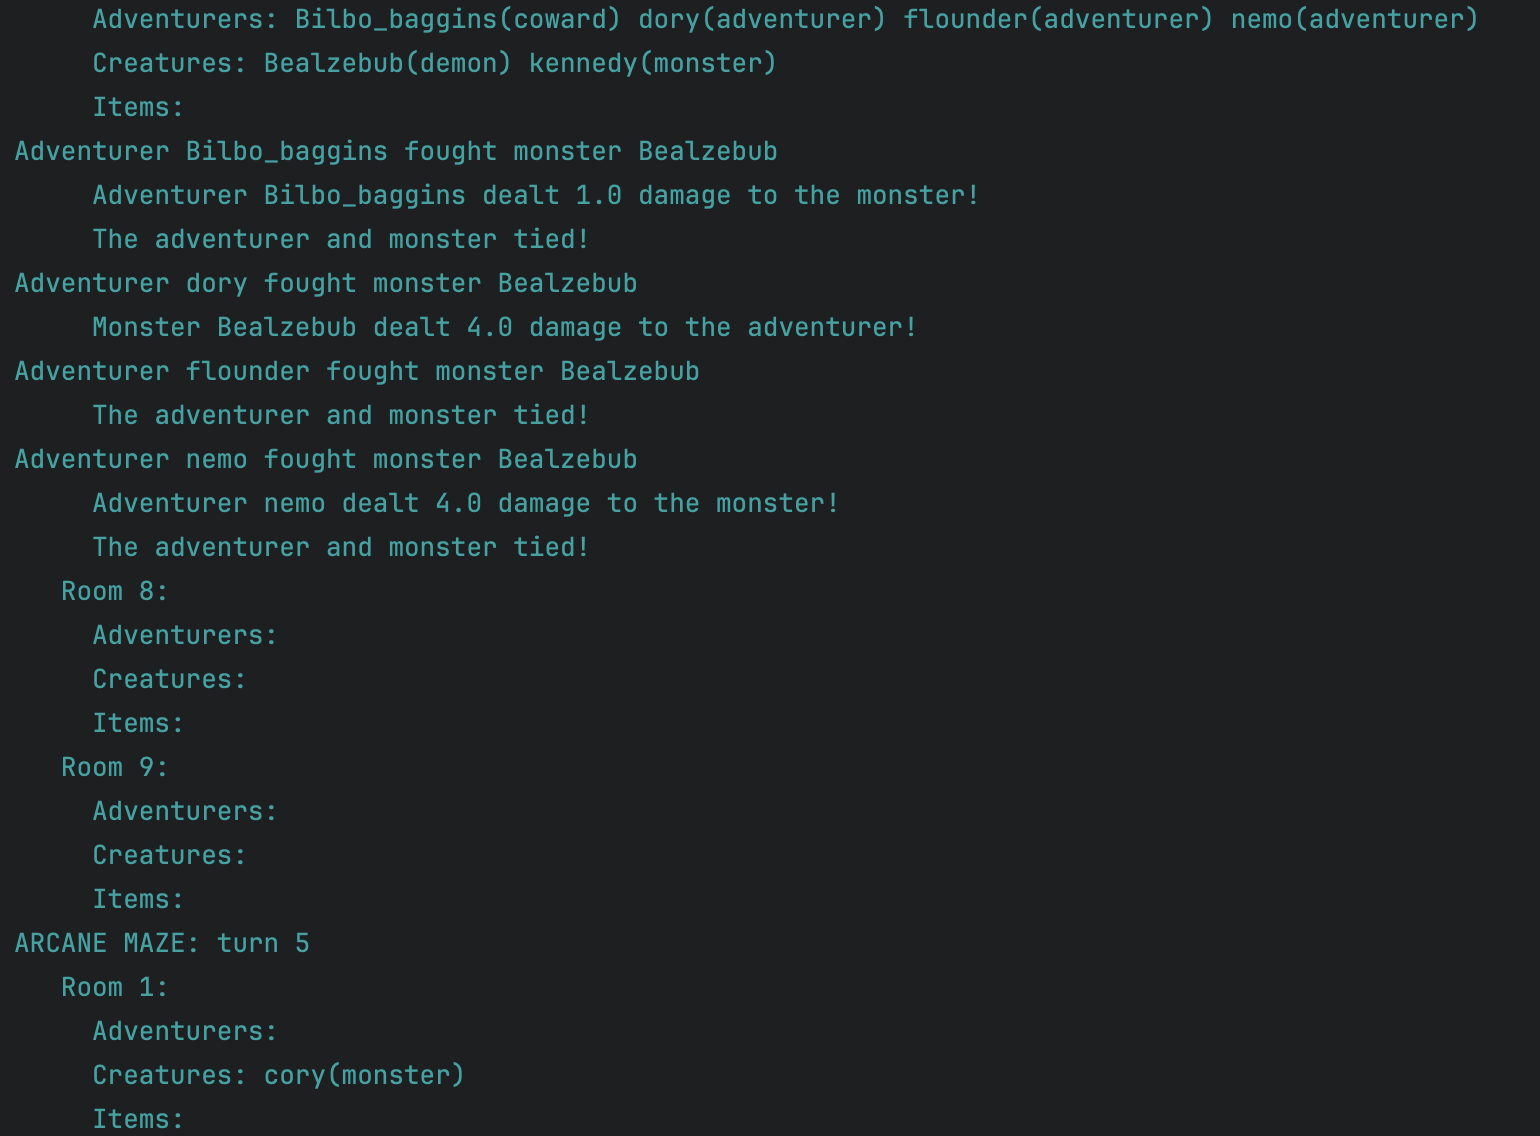 Adventurers: Bilbo_baggins(coward) dory(adventurer) flounder(adventurer) nemo(adventurer)
Creatures: Bealzebub(demon) kennedy(monster)
Items:
Adventurer Bilbo_baggins fought monster Bealzebub
Adventurer Bilbo_baggins dealt 1.0 damage to the monster!
The adventurer and monster tied!
Adventurer dory fought monster Bealzebub
Monster Bealzebub dealt 4.0 damage to the adventurer!
Adventurer flounder fought monster Bealzebub
The adventurer and monster tied!
Adventurer nemo fought monster Bealzebub
Adventurer nemo dealt 4.0 damage to the monster!
The adventurer and monster tied!
Room 8:
Adventurers:
Creatures:
Items:
Room 9:
Adventurers:
Creatures:
Items:
ARCANE MAZE: turn 5
Room 1:
Adventurers:
Creatures: cory(monster)
Items: